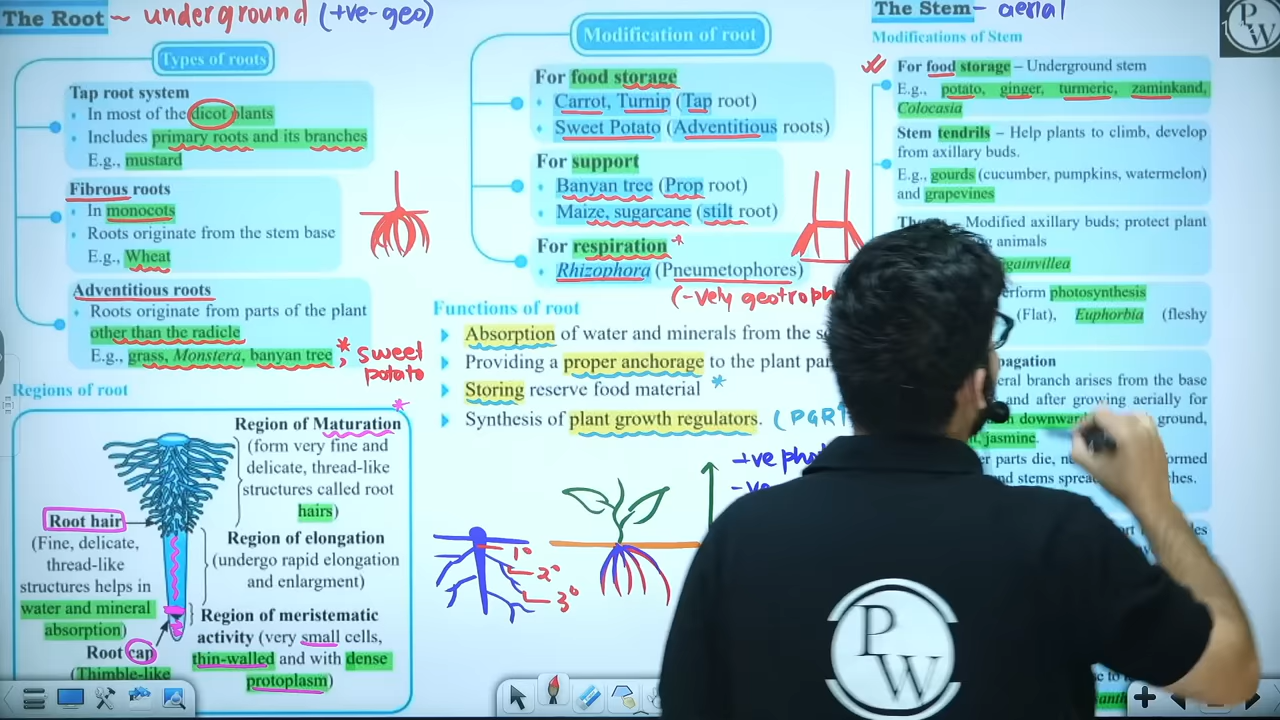 The Root ~ underground (+ve-geo)
Types of roots
Tap root system
• In most of the dicot plants
• Includes primary roots and its branches
E.g., mustard
Fibrous roots
• In monocots
• Roots originate from the stem base
E.g., Wheat
Adventitious roots
• Roots originate from parts of the plant
other than the radicle
E.g., grass, Monstera, banyan tree * ; sweet
potato
Regions of root
Region of Maturation *
(form very fine and
delicate, thread-like
structures called root
hairs)
Root hair
(Fine, delicate,
thread-like
structures helps in
water and mineral
absorption)
Region of elongation
(undergo rapid elongation
and enlargment)
Region of meristematic
activity (very small cells,
thin-walled and with dense
protoplasm)
Root cap
(Thimble-like
Modification of root
For food storage
• Carrot, Turnip (Tap root)
• Sweet Potato (Adventitious roots)
For support
• Banyan tree (Prop root)
• Maize, sugarcane (stilt root)
For respiration *
• Rhizophora (Pneumetophores)
(-vely geotroph
Functions of root
Absorption of water and minerals from the
Providing a proper anchorage to the plant
Storing reserve food material *
Synthesis of plant growth regulators. (PGR
+ve
-ve
1°
2°
3°
The Stem - aerial
Modifications of Stem
For food storage – Underground stem
E.g., potato, ginger, turmeric, zaminkand,
Colocasia
Stem tendrils – Help plants to climb, develop
from axillary buds.
E.g., gourds (cucumber, pumpkins, watermelon)
and grapevines
– Modified axillary buds; protect plant
animals
photosynthesis
(Flat), Euphorbia (fleshy
branch arises from the base
and after growing aerially for
ground,
jasmine.
parts die,
stems
PW
PW